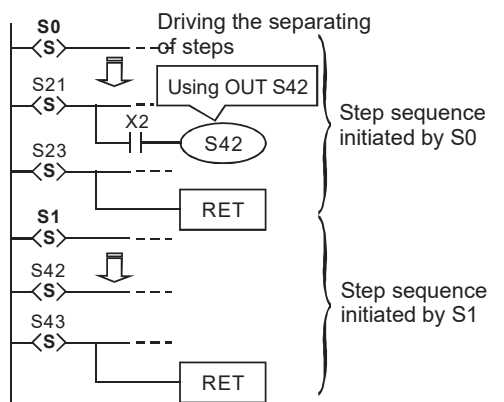 S0
S
Driving the separating
of steps
S21
S
Using OUT S42
X2
S42
S23
S
RET
Step sequence
initiated by S0
S1
S
S42
S
S43
S
RET
Step sequence
initiated by S1